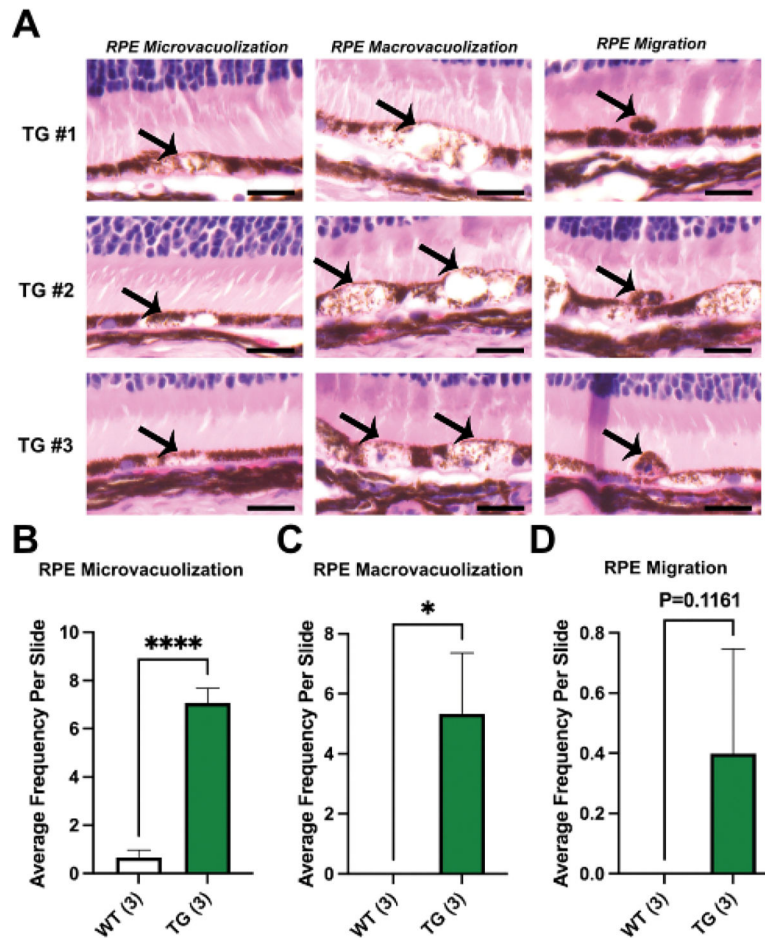 A
RPE Microvacuolization
RPE Macrovacuolization
RPE Migration
TG #1
TG #2
TG #3
B
RPE Microvacuolization
Average Frequency Per Slide
10
8
6
4
2
0
****
WT (3)
TG (3)
C
RPE Macrovacuolization
Average Frequency Per Slide
8
6
4
2
0
*
WT (3)
TG (3)
D
RPE Migration
P=0.1161
Average Frequency Per Slide
0.8
0.6
0.4
0.2
0.0
WT (3)
TG (3)